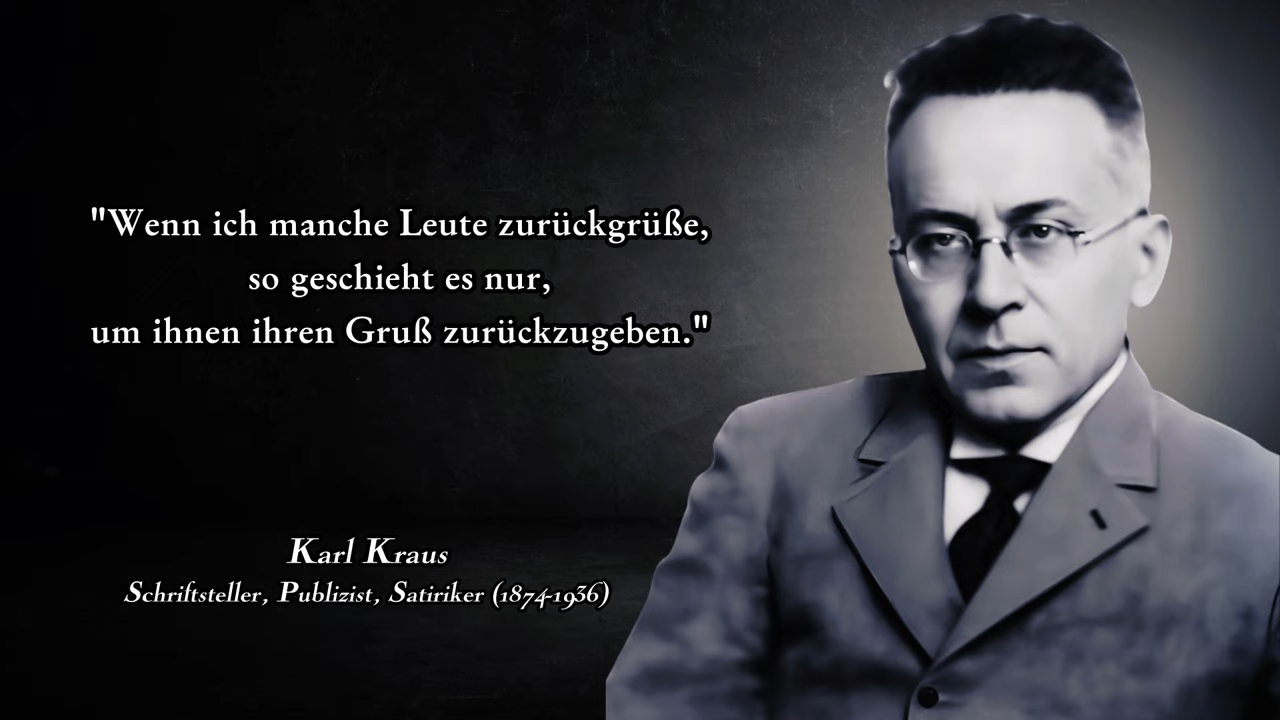 "Wenn ich manche Leute zurückgrüße,
so geschieht es nur,
um ihnen ihren Gruß zurückzugeben."
Karl Kraus
Schriftsteller, Publizist, Satiriker (1874-1936)